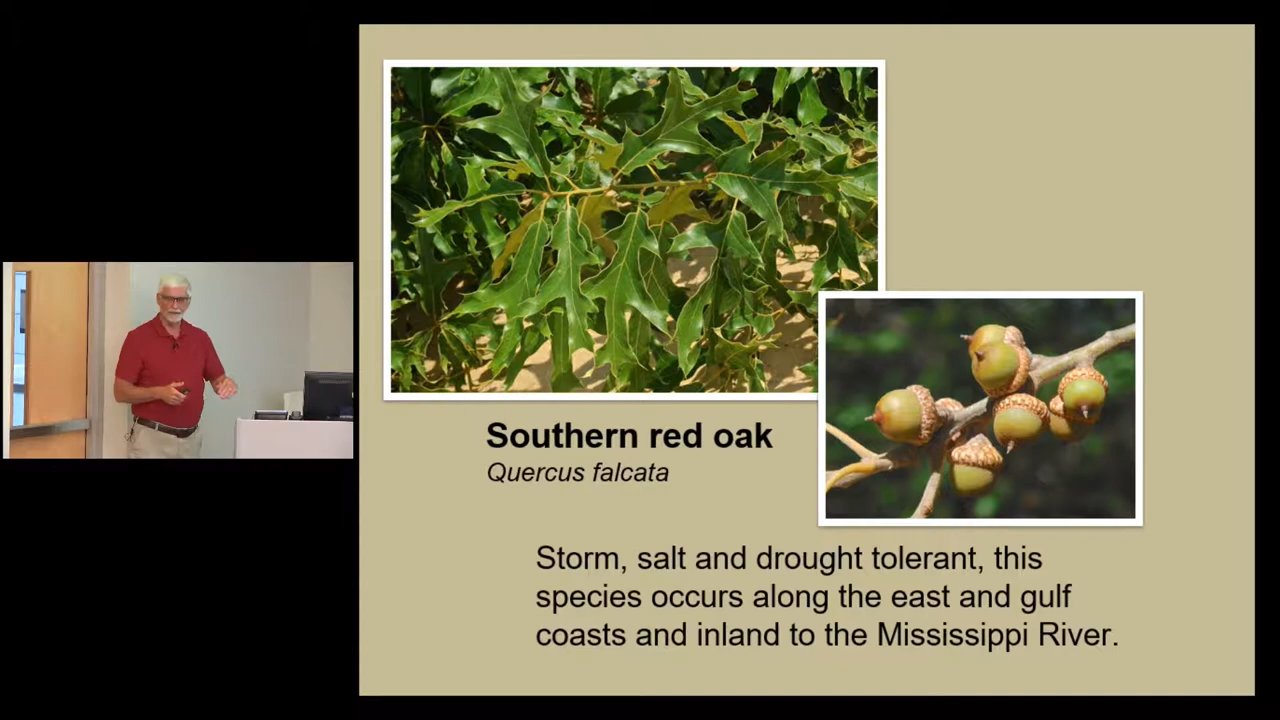 Southern red oak
Quercus falcata
Storm, salt and drought tolerant, this
species occurs along the east and gulf
coasts and inland to the Mississippi River.